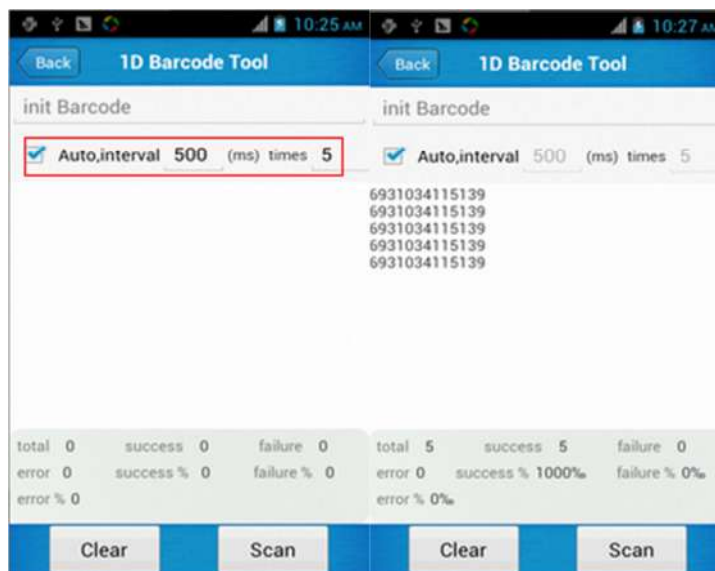 10:25 AM
Back 1D Barcode Tool
init Barcode
Auto,interval 500 (ms) times 5
total 0 success 0 failure 0
error 0 success % 0 failure % 0
error % 0
Clear Scan
10:27 AM
Back 1D Barcode Tool
init Barcode
Auto,interval 500 (ms) times 5
6931034115139
6931034115139
6931034115139
6931034115139
6931034115139
total 5 success 5 failure 0
error 0 success % 1000‰ failure % 0‰
error % 0‰
Clear Scan